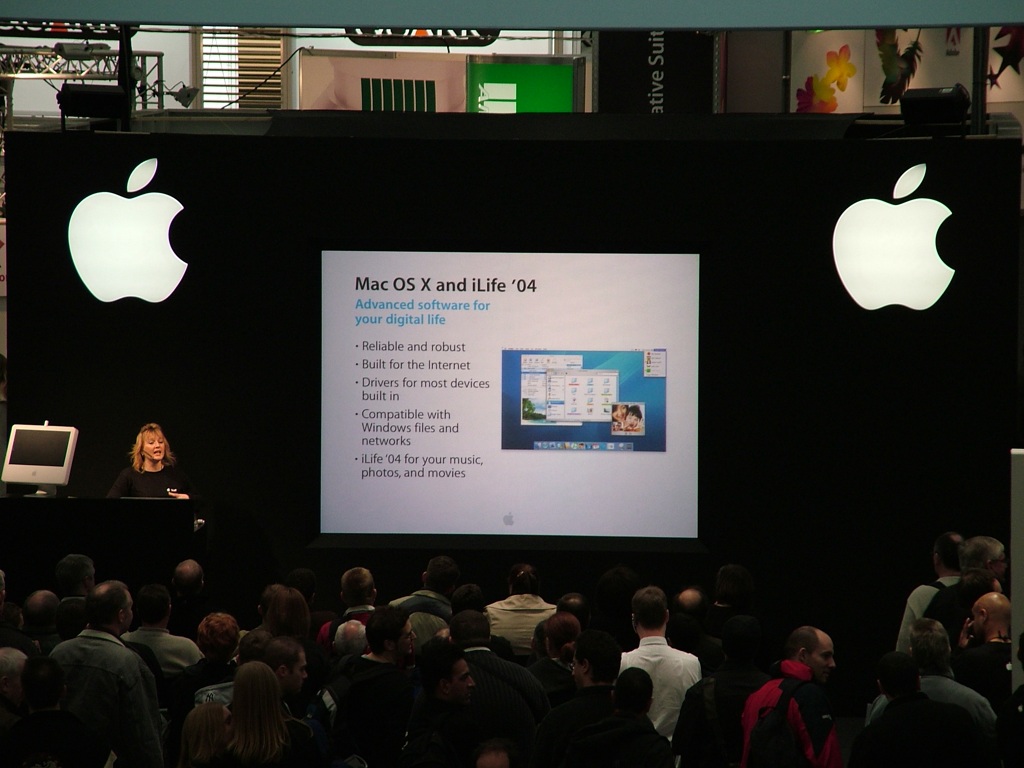 ative Suit
Mac OS X and iLife '04
Advanced software for
your digital life
• Reliable and robust
• Built for the Internet
• Drivers for most devices
built in
• Compatible with
Windows files and
networks
• iLife '04 for your music,
photos, and movies